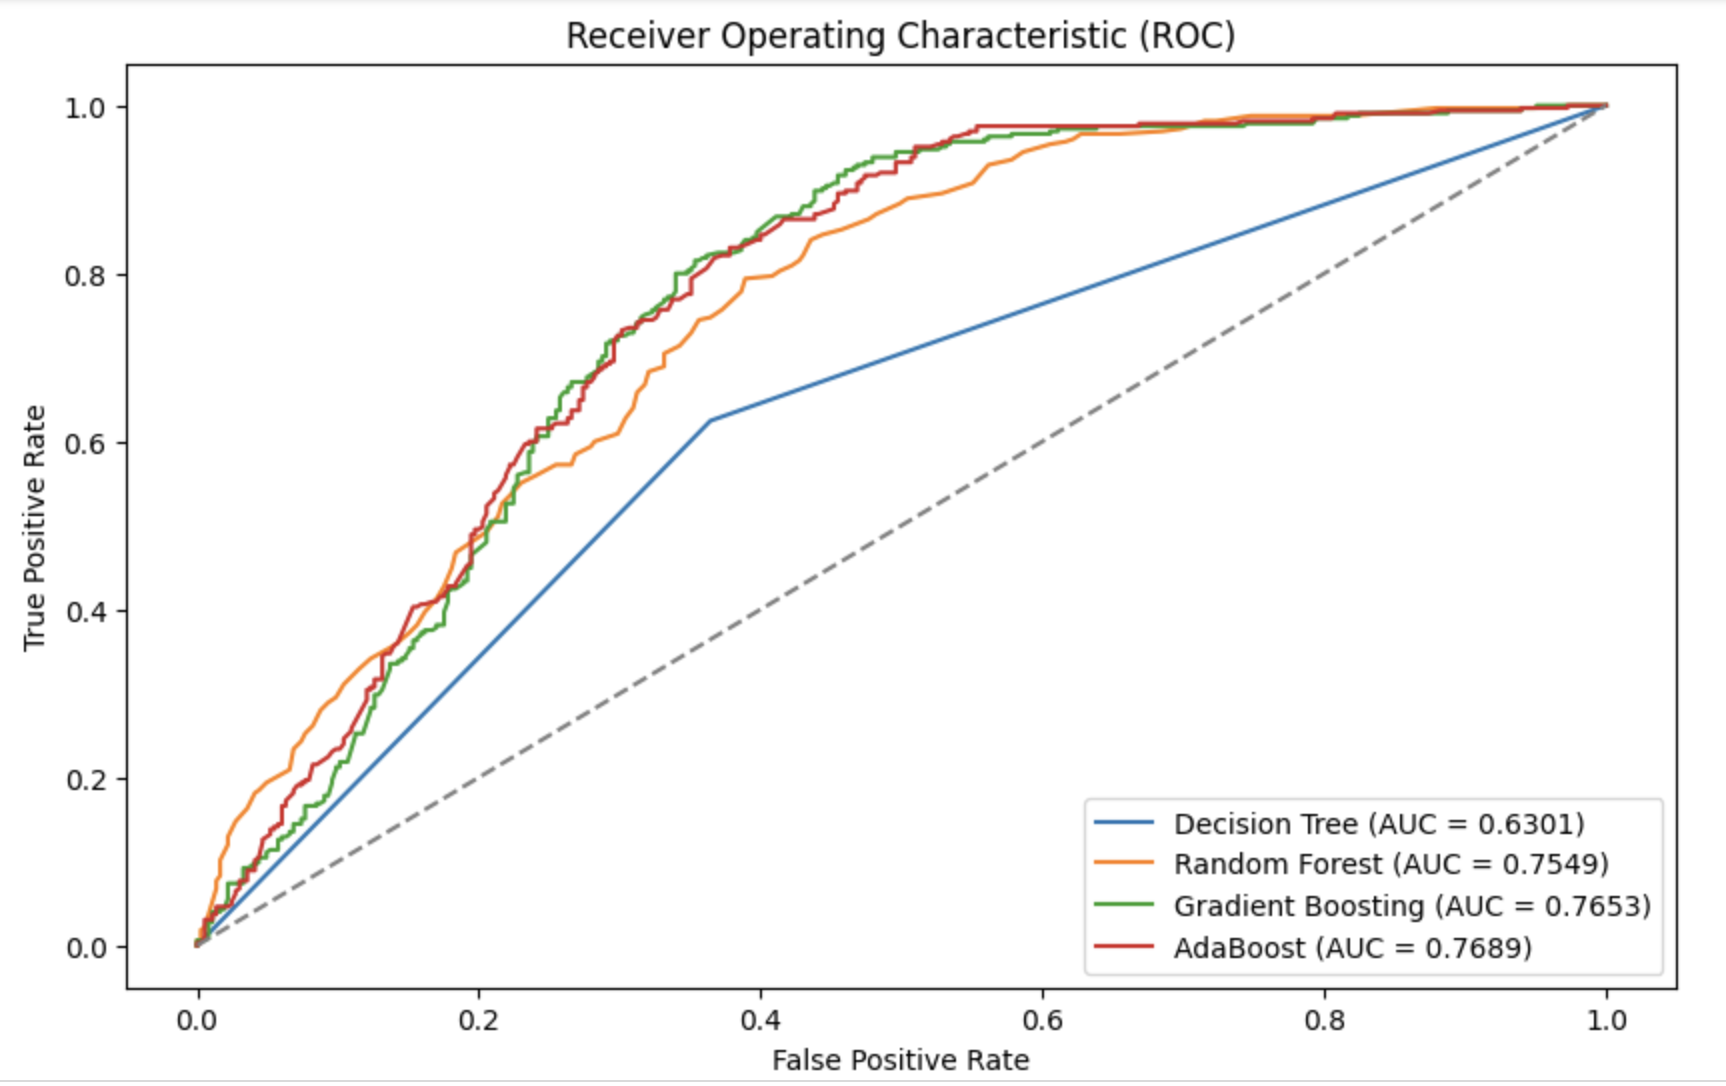 Receiver Operating Characteristic (ROC)
1.0
0.8
0.6
0.4
0.2
0.0
True Positive Rate
Decision Tree (AUC = 0.6301)
Random Forest (AUC = 0.7549)
Gradient Boosting (AUC = 0.7653)
AdaBoost (AUC = 0.7689)
0.0 0.2 0.4 0.6 0.8 1.0
False Positive Rate